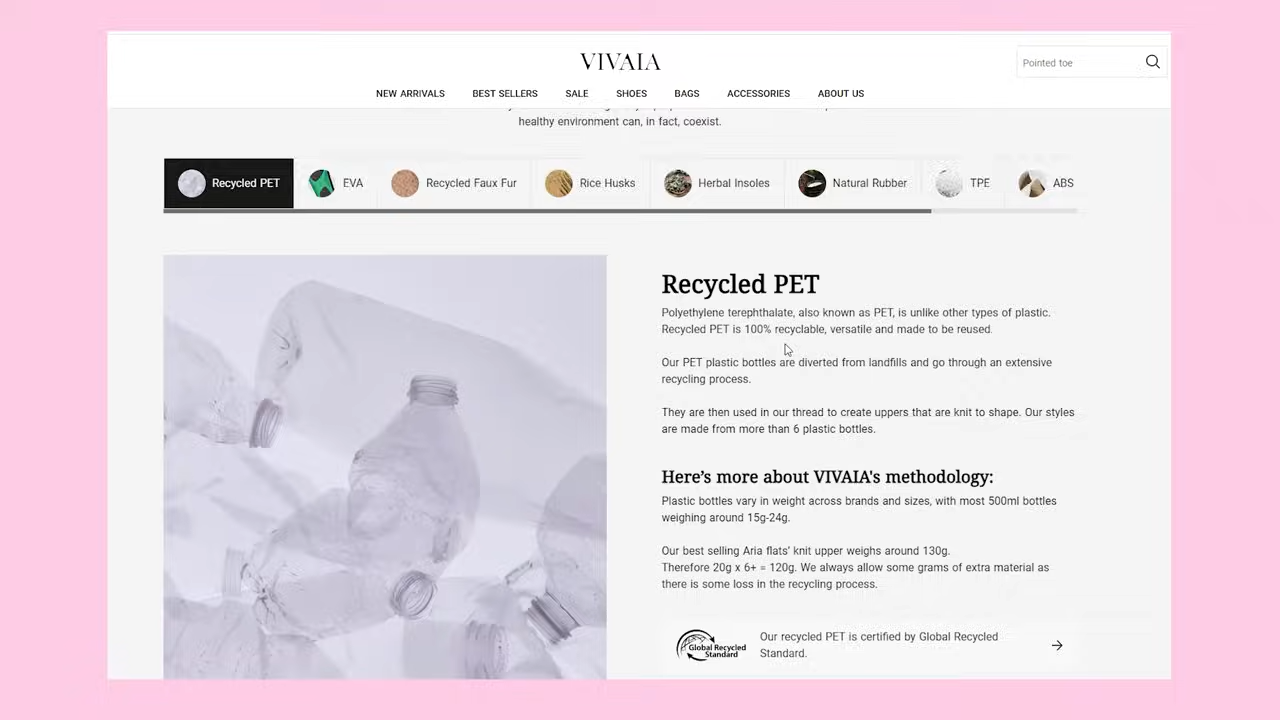 VIVAIA
Pointed toe
NEW ARRIVALS
BEST SELLERS
SALE
SHOES
BAGS
ACCESSORIES
ABOUT US
healthy environment can, in fact, coexist.
Recycled PET
EVA
Recycled Faux Fur
Rice Husks
Herbal Insoles
Natural Rubber
TPE
ABS
Recycled PET
Polyethylene terephthalate, also known as PET, is unlike other types of plastic.
Recycled PET is 100% recyclable, versatile and made to be reused.
Our PET plastic bottles are diverted from landfills and go through an extensive
recycling process.
They are then used in our thread to create uppers that are knit to shape. Our styles
are made from more than 6 plastic bottles.
Here’s more about VIVAIA's methodology:
Plastic bottles vary in weight across brands and sizes, with most 500ml bottles
weighing around 15g-24g.
Our best selling Aria flats’ knit upper weighs around 130g.
Therefore 20g x 6+ = 120g. We always allow some grams of extra material as
there is some loss in the recycling process.
Global Recycled
Standard
Our recycled PET is certified by Global Recycled
Standard.